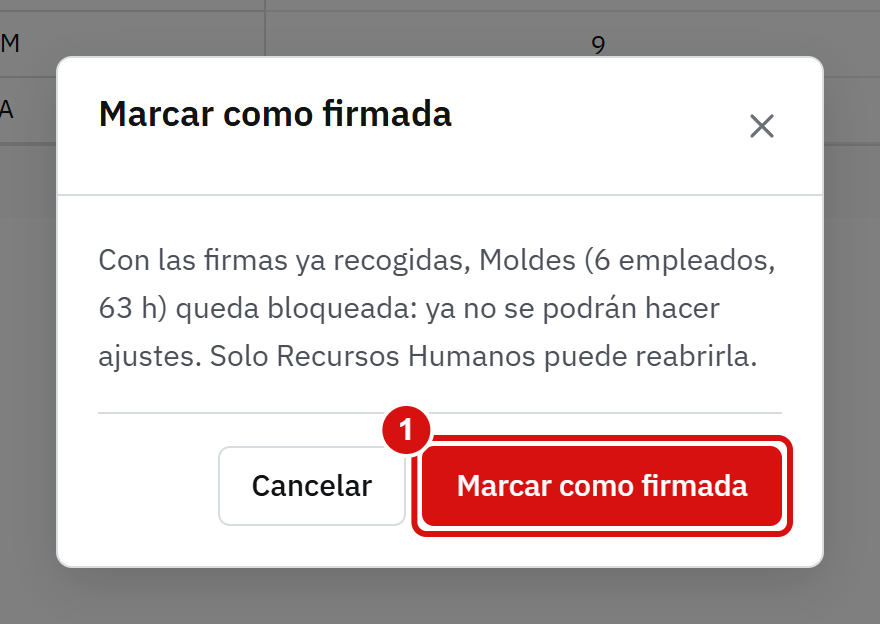 M
9
A
Marcar como firmada
Con las firmas ya recogidas, Moldes (6 empleados,
63 h) queda bloqueada: ya no se podrán hacer
ajustes. Solo Recursos Humanos puede reabrirla.
1
Cancelar
Marcar como firmada